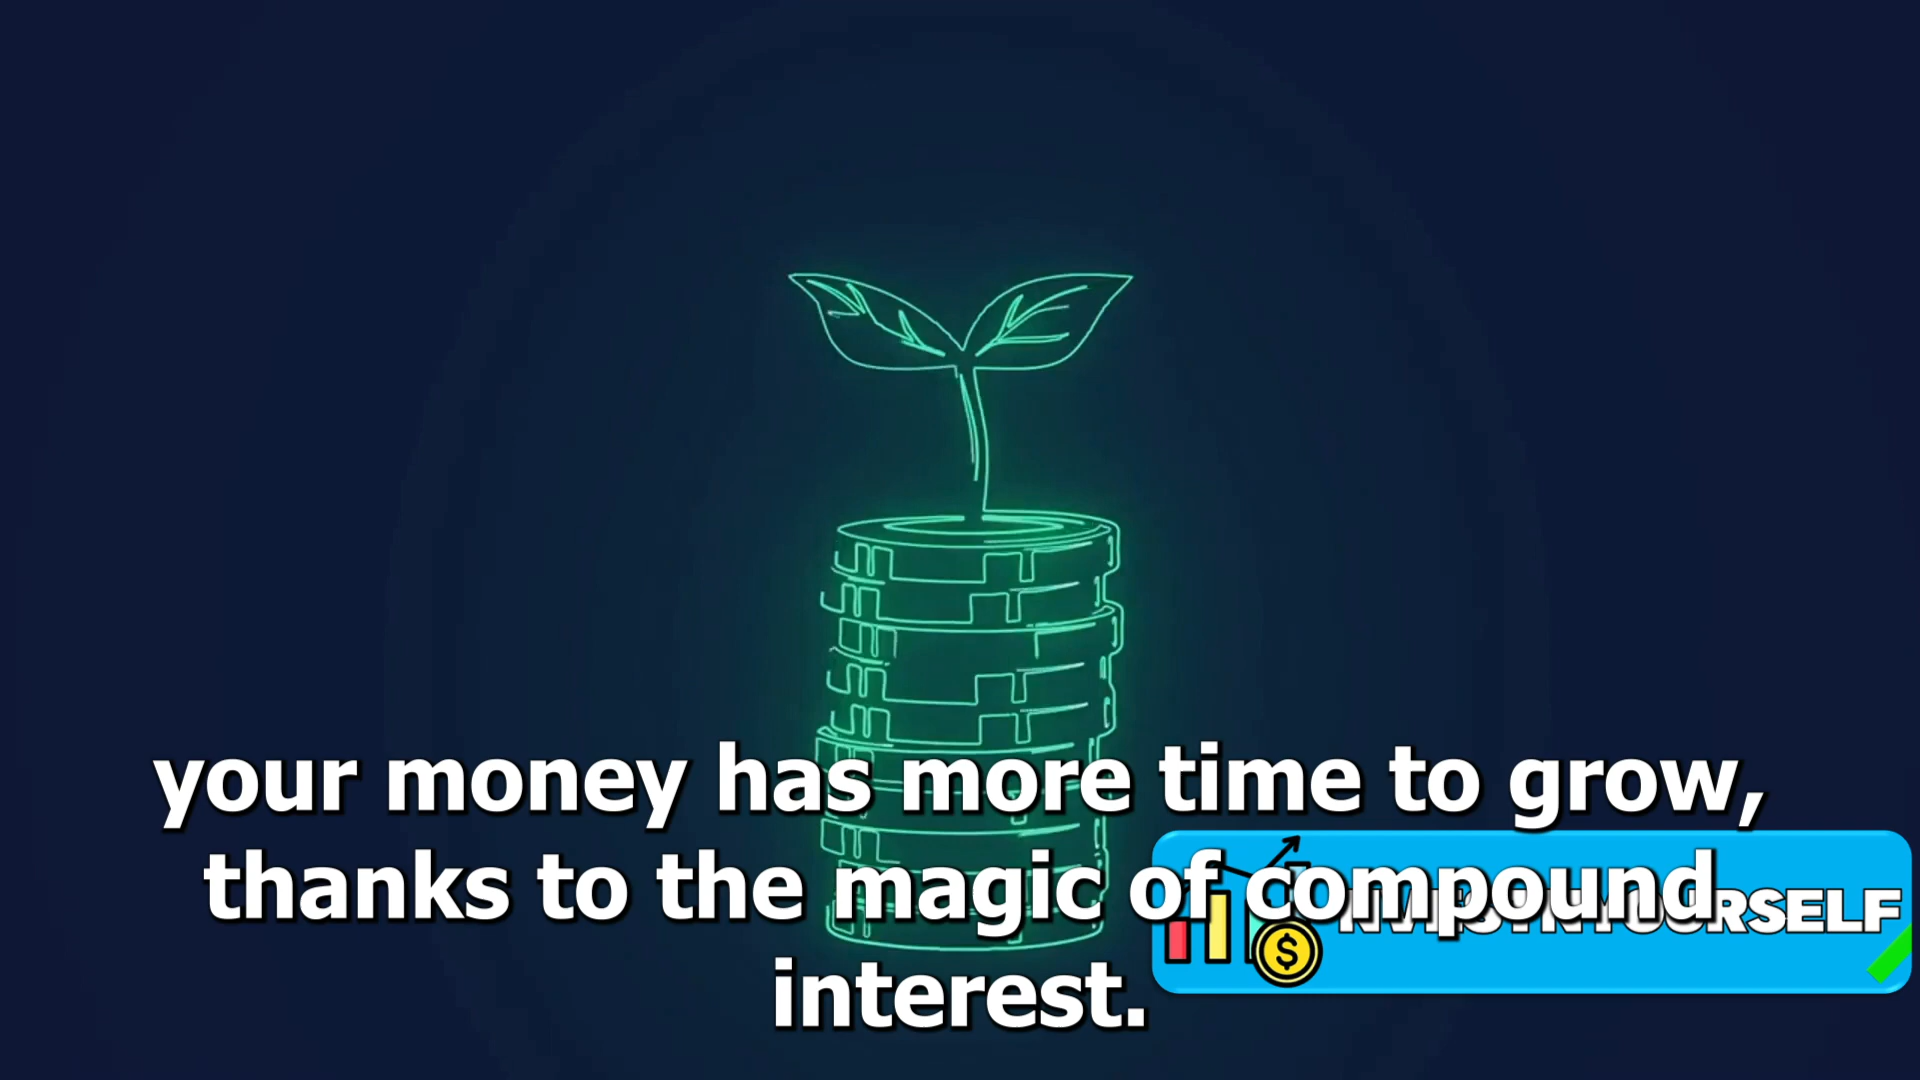 your money has more time to grow,
thanks to the magic of compound
interest.
$